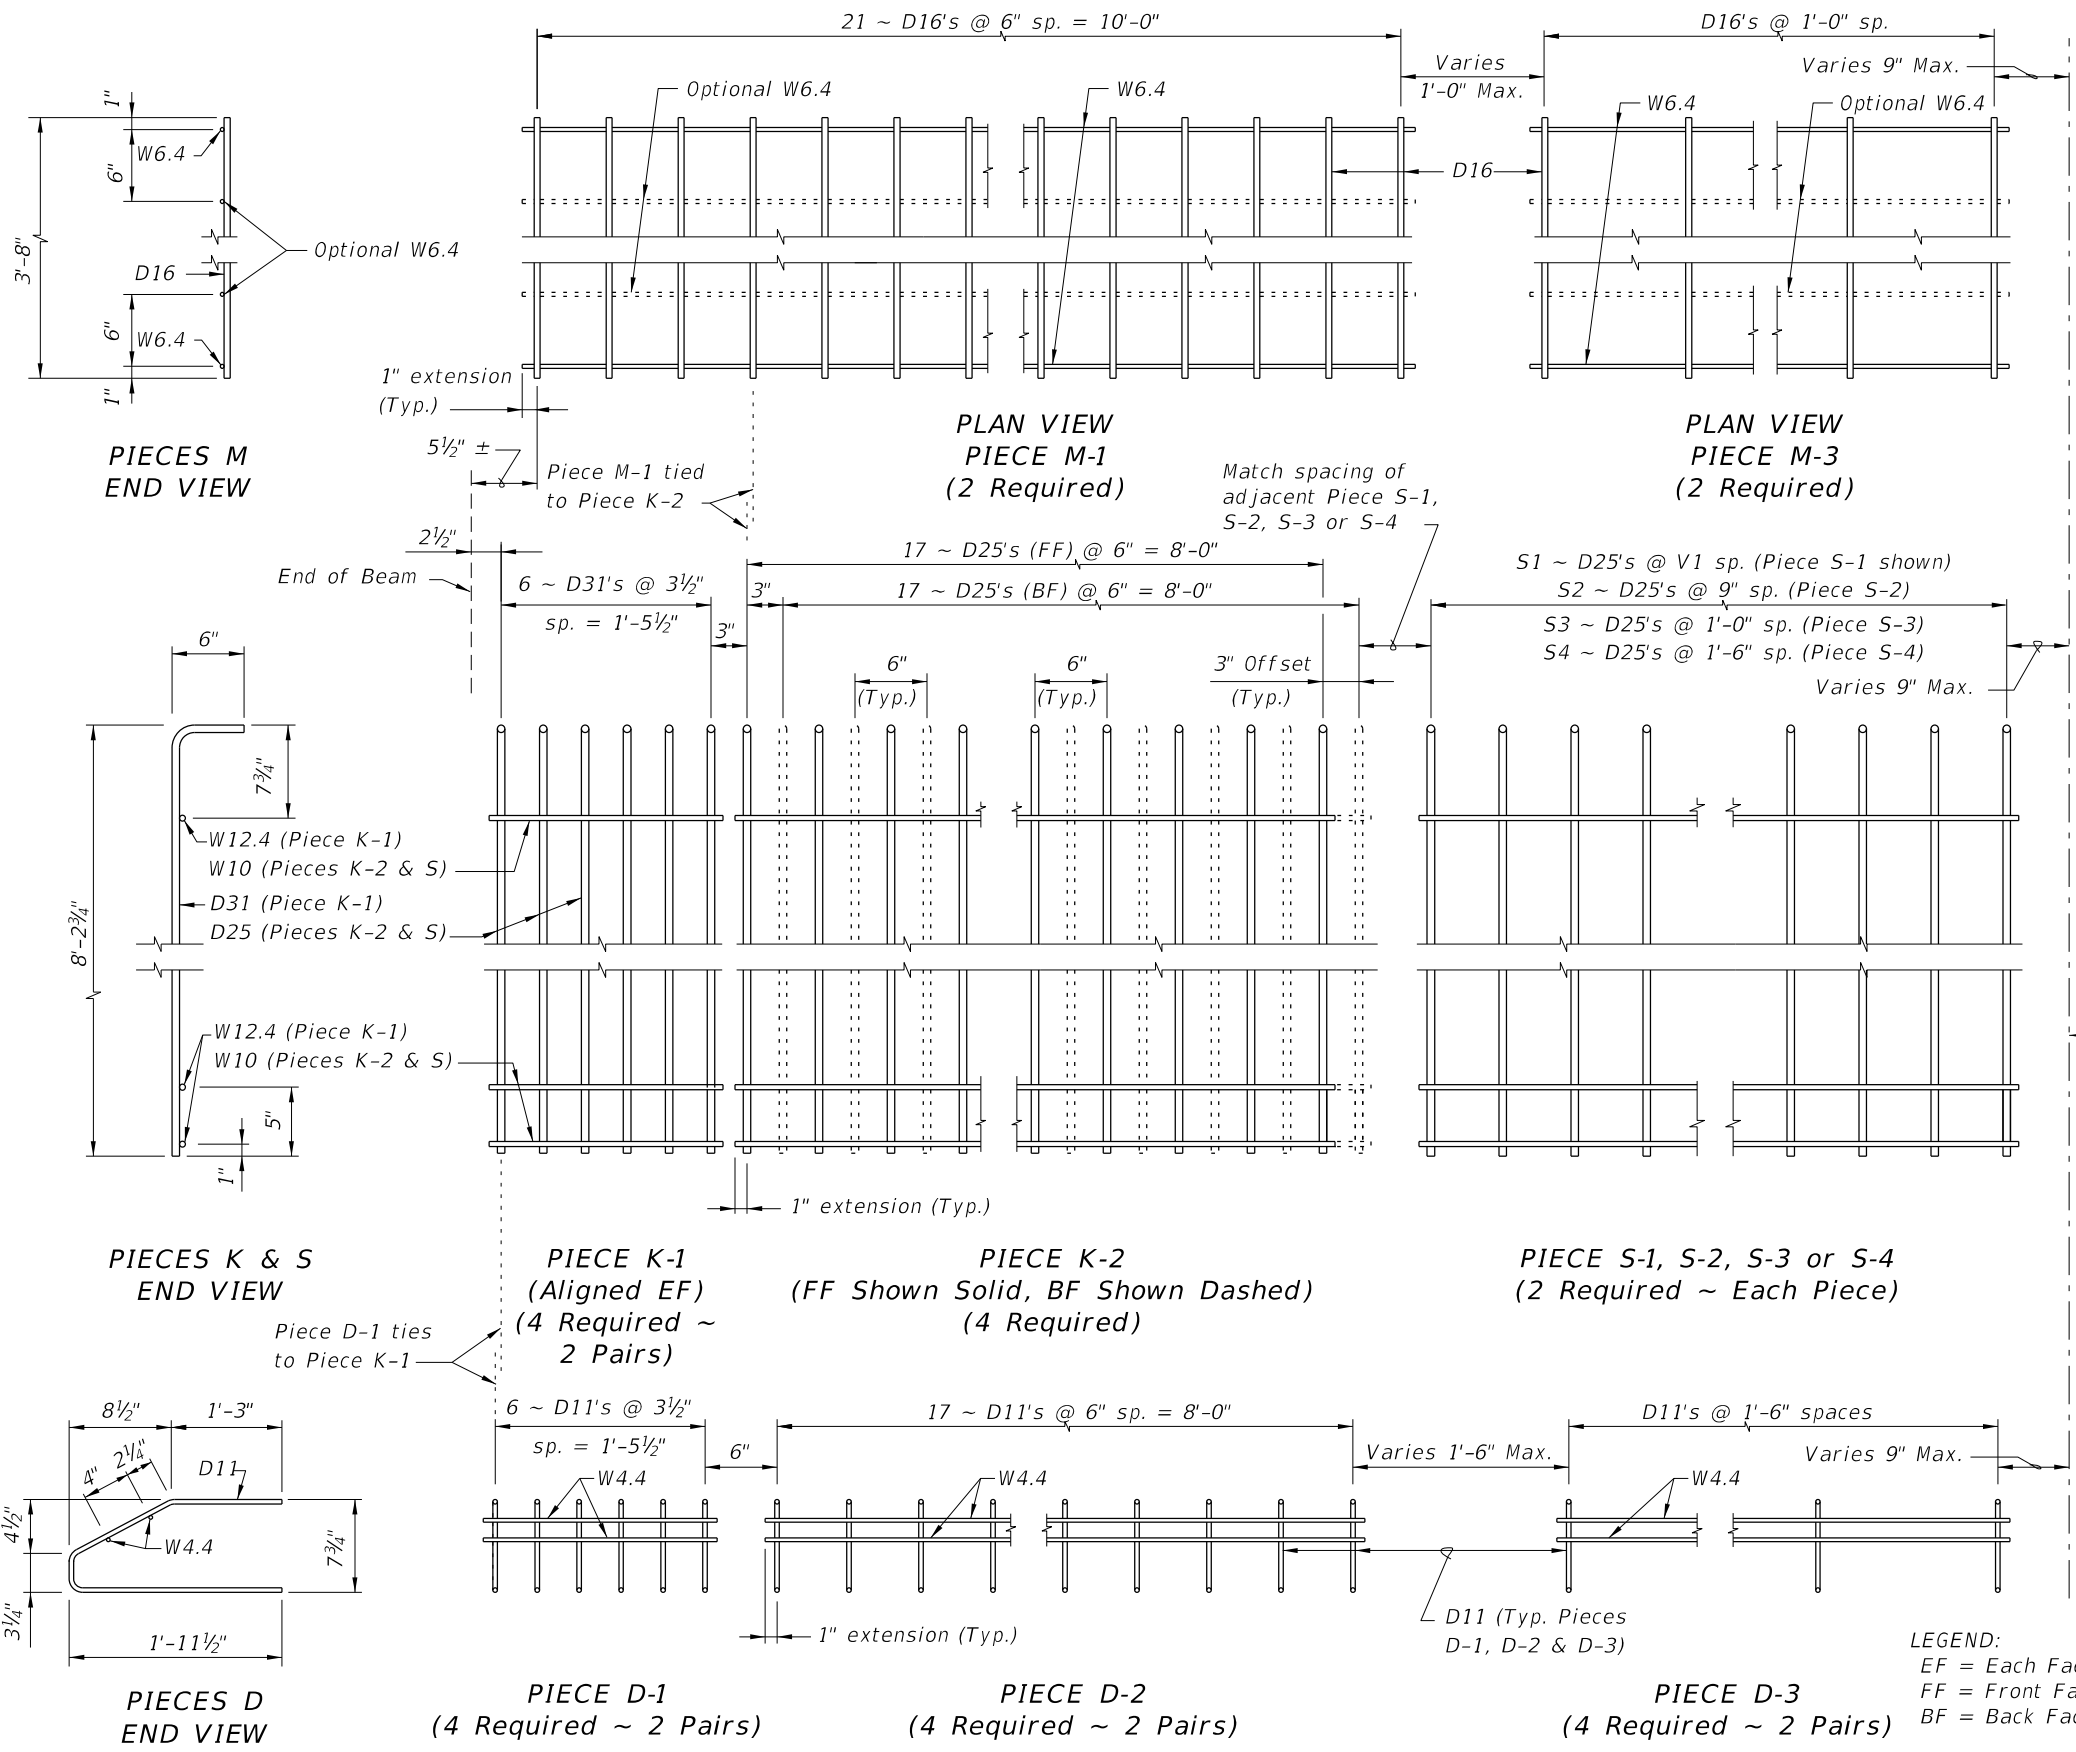 21 ~ D16's @ 6" sp. = 10'-0"
D16's @ 1'-0" sp.
Varies
1'-0" Max.
Varies 9" Max.
Optional W6.4
W6.4
W6.4
Optional W6.4
1"
6"
W6.4
3'-8"
Optional W6.4
D16
D16
6"
W6.4
1"
1" extension
(Typ.)
PIECES M
END VIEW
PLAN VIEW
PIECE M-1
(2 Required)
PLAN VIEW
PIECE M-3
(2 Required)
5½" ±
Piece M-1 tied
to Piece K-2
Match spacing of
adjacent Piece S-1,
S-2, S-3 or S-4
2½"
End of Beam
6 ~ D31's @ 3½"
sp. = 1'-5½"
3"
3"
17 ~ D25's (FF) @ 6" = 8'-0"
17 ~ D25's (BF) @ 6" = 8'-0"
S1 ~ D25's @ V1 sp. (Piece S-1 shown)
S2 ~ D25's @ 9" sp. (Piece S-2)
S3 ~ D25's @ 1'-0" sp. (Piece S-3)
S4 ~ D25's @ 1'-6" sp. (Piece S-4)
Varies 9" Max.
6"
(Typ.)
6"
(Typ.)
3" Offset
(Typ.)
6"
7¾"
8'-2¾"
W12.4 (Piece K-1)
W10 (Pieces K-2 & S)
D31 (Piece K-1)
D25 (Pieces K-2 & S)
W12.4 (Piece K-1)
W10 (Pieces K-2 & S)
5"
1"
1" extension (Typ.)
PIECES K & S
END VIEW
PIECE K-1
(Aligned EF)
(4 Required ~
2 Pairs)
PIECE K-2
(FF Shown Solid, BF Shown Dashed)
(4 Required)
PIECE S-1, S-2, S-3 or S-4
(2 Required ~ Each Piece)
Piece D-1 ties
to Piece K-1
8½"
1'-3"
4"
2¼"
D11
4½"
3¼"
W4.4
7¾"
1'-11½"
6 ~ D11's @ 3½"
sp. = 1'-5½"
W4.4
6"
17 ~ D11's @ 6" sp. = 8'-0"
W4.4
Varies 1'-6" Max.
D11's @ 1'-6" spaces
Varies 9" Max.
W4.4
1" extension (Typ.)
D11 (Typ. Pieces
D-1, D-2 & D-3)
LEGEND:
EF = Each Fac
FF = Front Fa
BF = Back Fac
PIECES D
END VIEW
PIECE D-1
(4 Required ~ 2 Pairs)
PIECE D-2
(4 Required ~ 2 Pairs)
PIECE D-3
(4 Required ~ 2 Pairs)